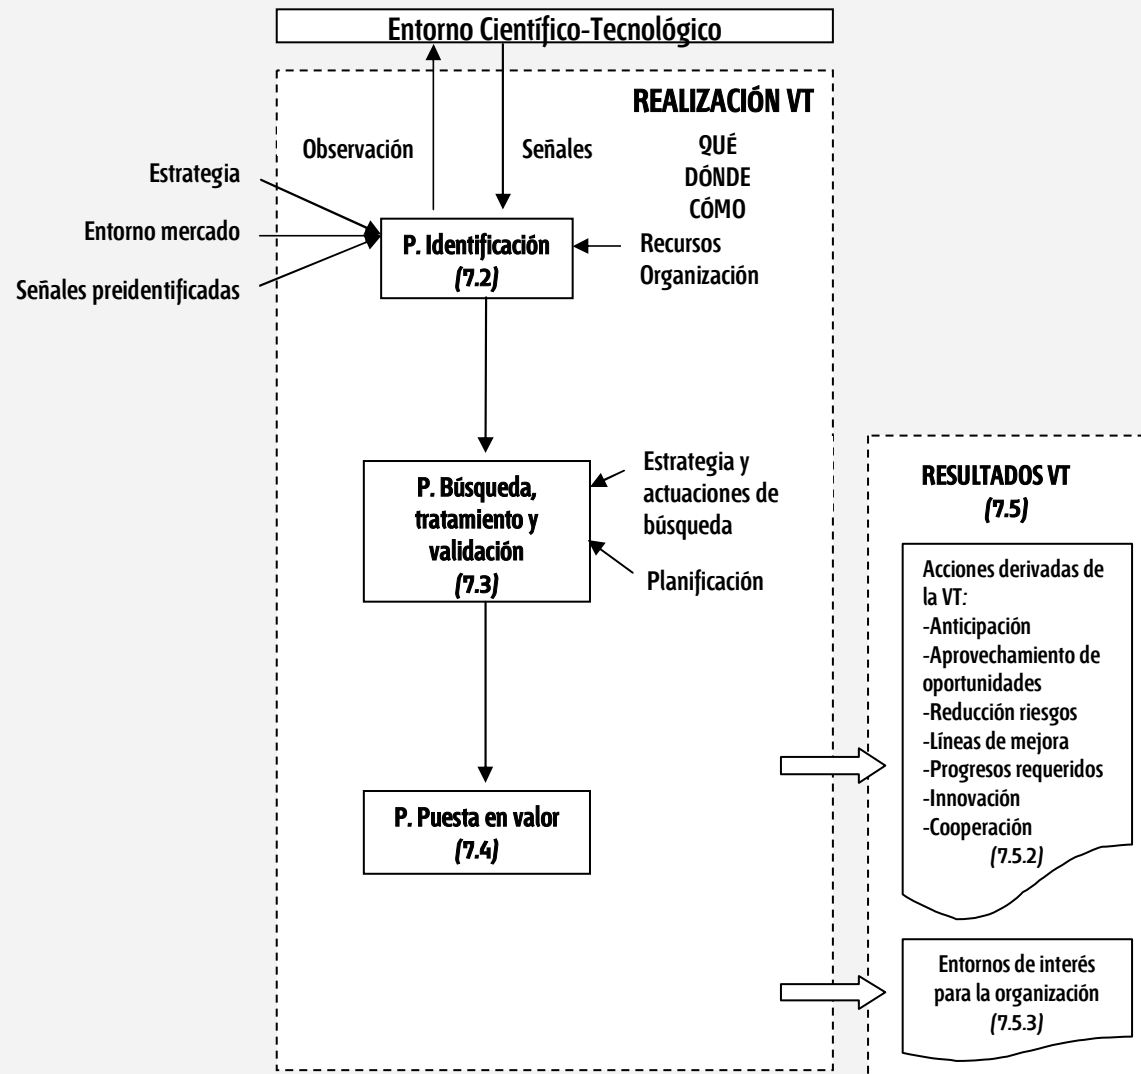 Entorno Científico-Tecnológico
REALIZACIÓN VT
QUÉ
DÓNDE
CÓMO
Observación
Señales
Estrategia
Entorno mercado
Señales preidentificadas
P. Identificación
(7.2)
Recursos
Organización
P. Búsqueda,
tratamiento y
validación
(7.3)
Estrategia y
actuaciones de
búsqueda
Planificación
P. Puesta en valor
(7.4)
RESULTADOS VT
(7.5)
Acciones derivadas de
la VT:
-Anticipación
-Aprovechamiento de
oportunidades
-Reducción riesgos
-Líneas de mejora
-Progresos requeridos
-Innovación
-Cooperación
(7.5.2)
Entornos de interés
para la organización
(7.5.3)